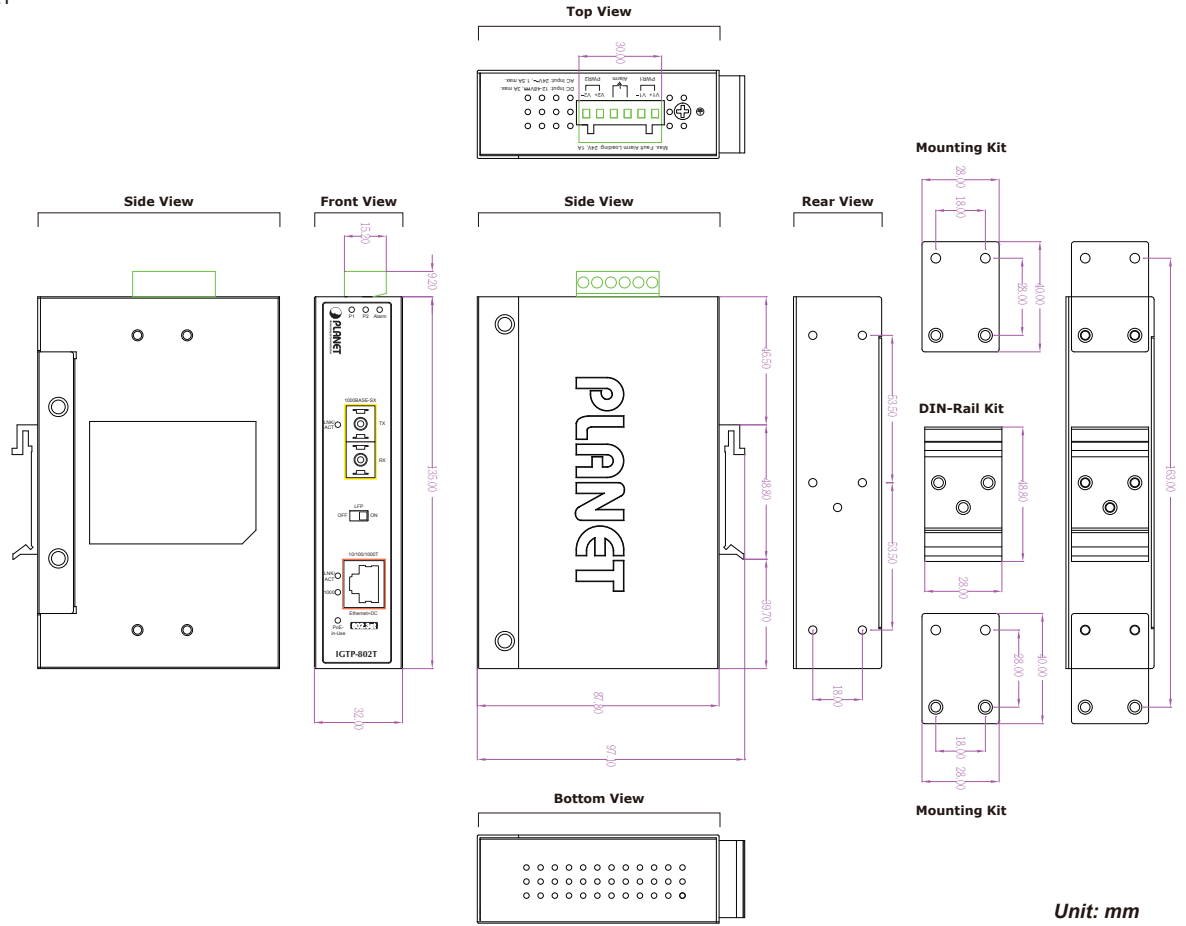 Top View
30.00
AC Input: 24V~, 1.5A max.
DC Input: 12-48V⎓, 3A max.
PWR2 Alarm PWR1
V2- V2+ V1- V1+
Max. Fault Alarm Loading: 24V, 1A
Mounting Kit
28.00
18.00
28.00
40.00
Side View
Front View
15.20
9.20
Side View
Rear View
P1 P2 Alarm
PLANET
1000BASE-SX
LNK/
ACT
TX
RX
LFP
OFF ON
10/100/1000T
LNK/
ACT
1000
Ethernet+DC
PoE-
in-Use
802.3at
IGTP-802T
135.00
32.00
PLANET
46.50
48.80
39.70
87.80
97.10
53.50
53.50
18.00
DIN-Rail Kit
48.80
28.00
163.00
28.00
40.00
18.00
28.00
Mounting Kit
Bottom View
Unit: mm